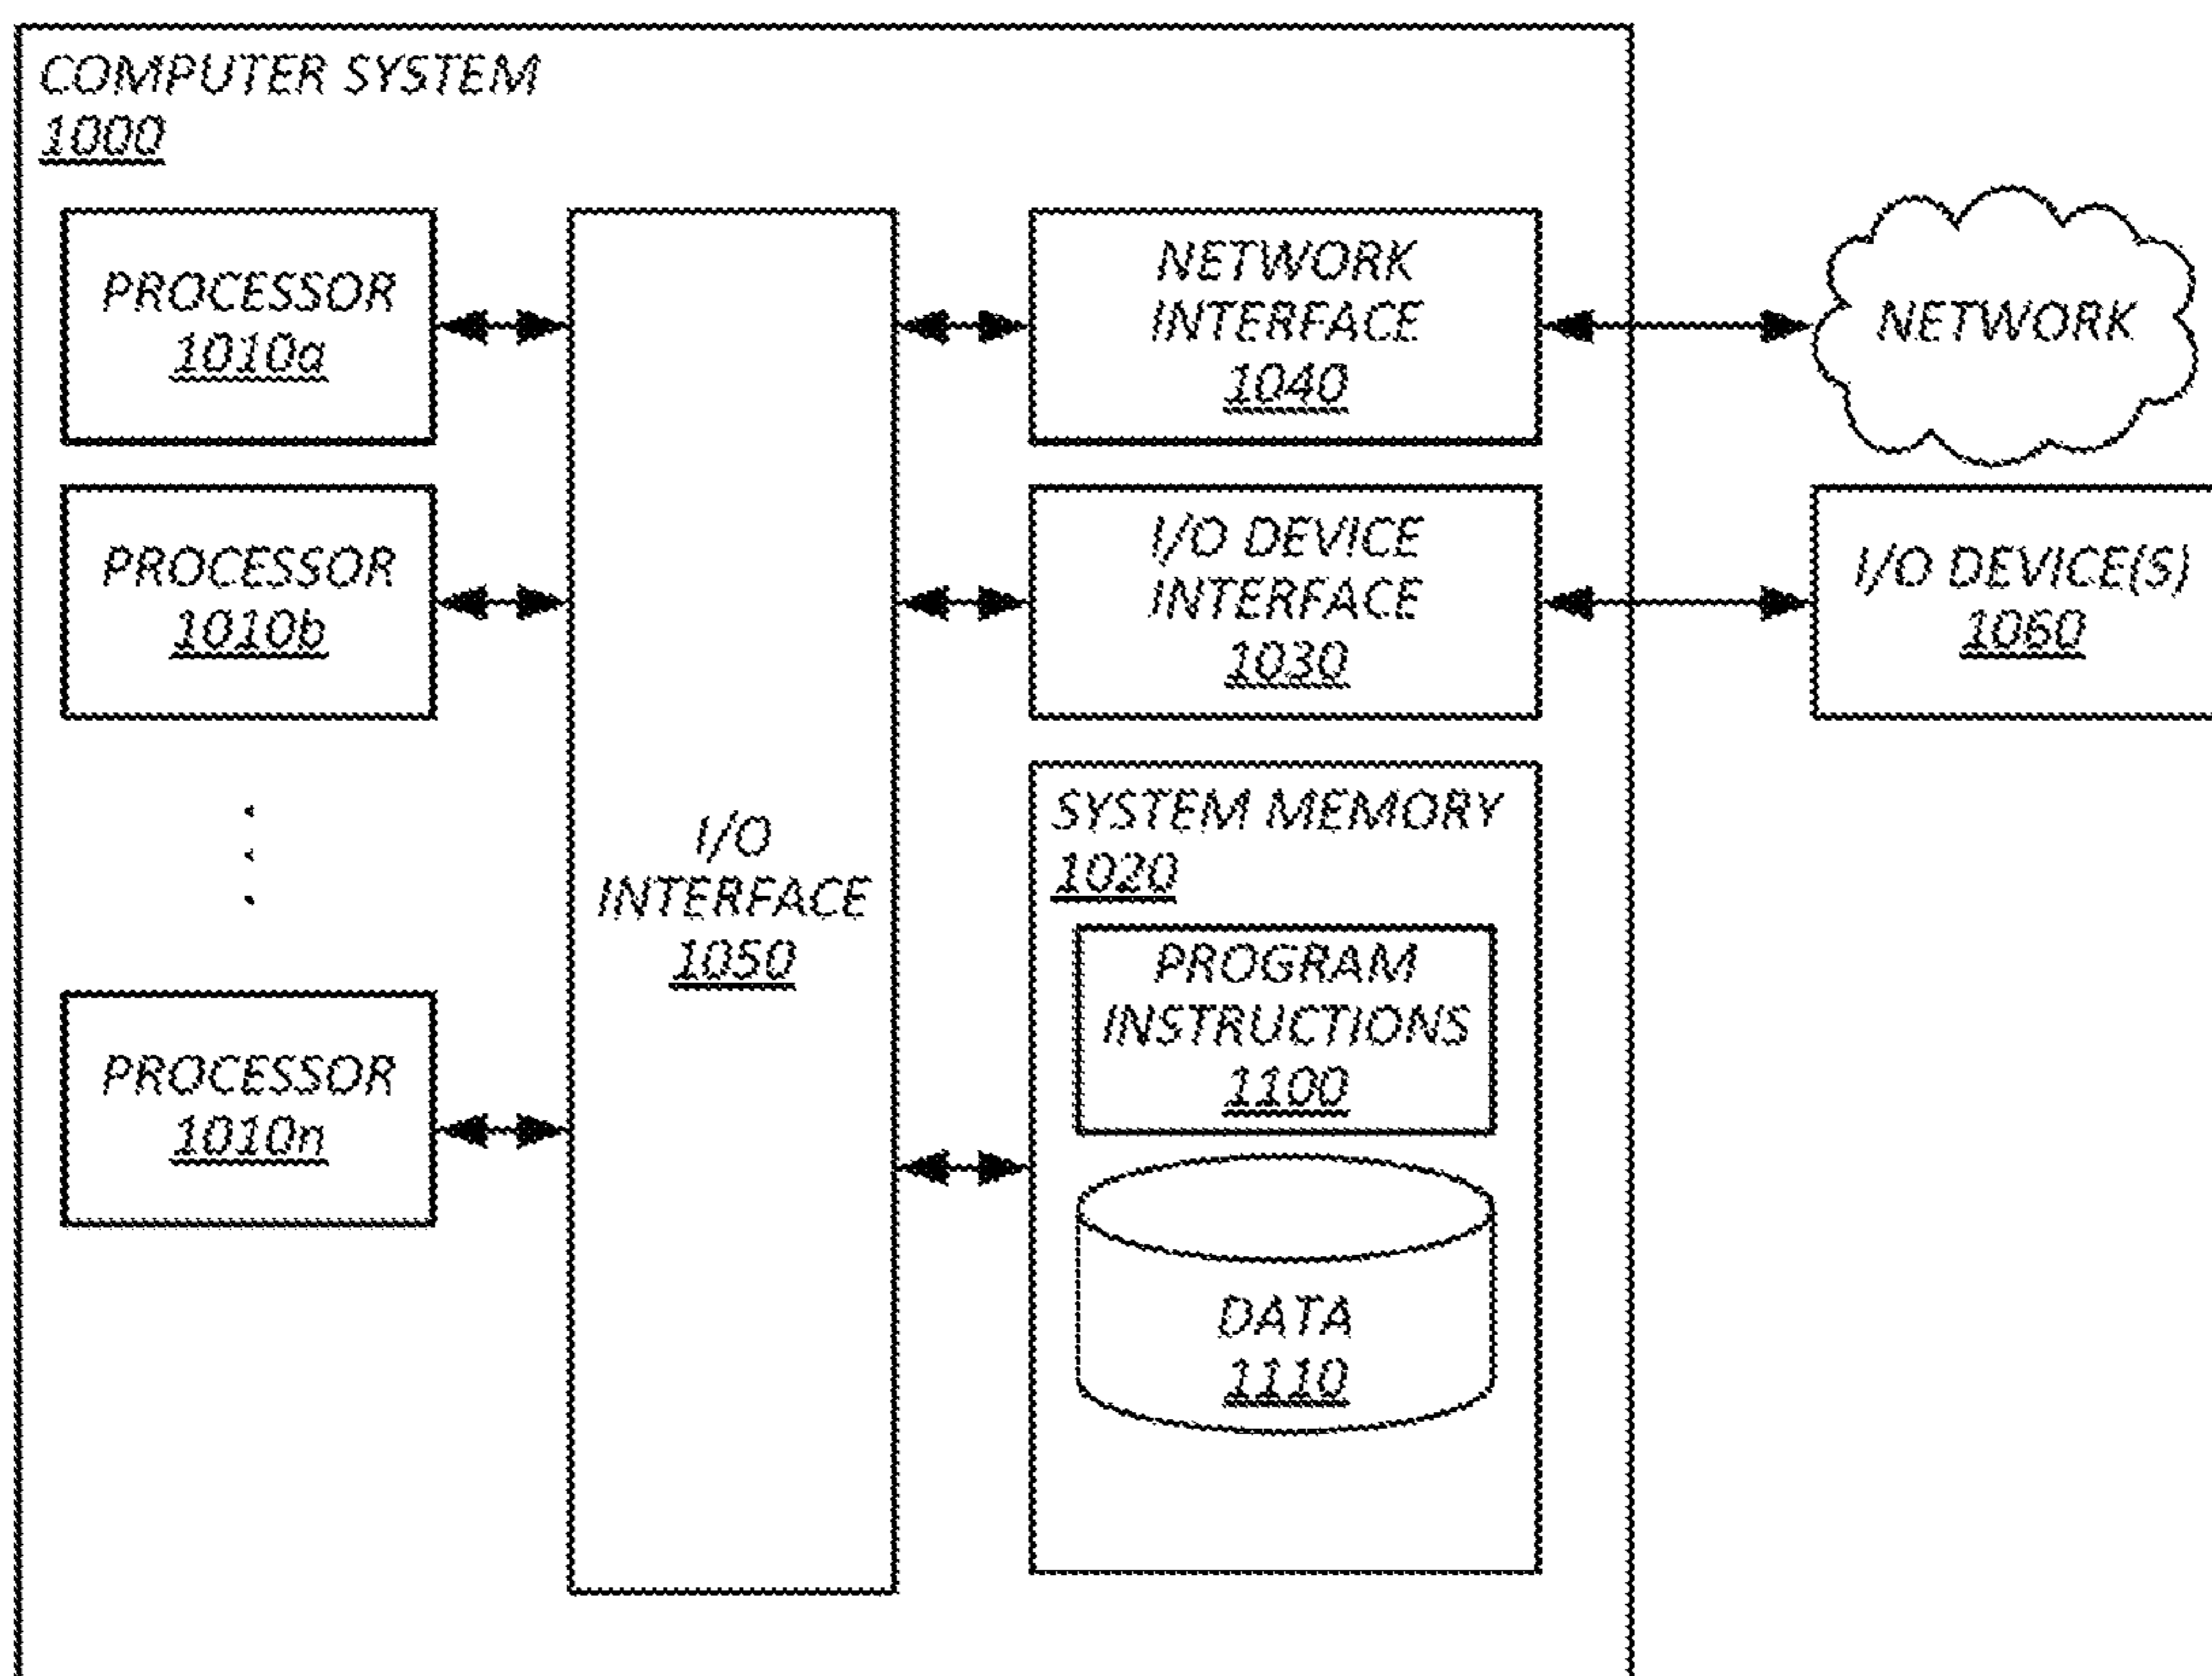 COMPUTER SYSTEM
1000
PROCESSOR
1010a
PROCESSOR
1010b
PROCESSOR
1010n
I/O
INTERFACE
1050
NETWORK
INTERFACE
1040
I/O DEVICE
INTERFACE
1030
SYSTEM MEMORY
1020
PROGRAM
INSTRUCTIONS
1100
DATA
1110
NETWORK
I/O DEVICE(S)
1060